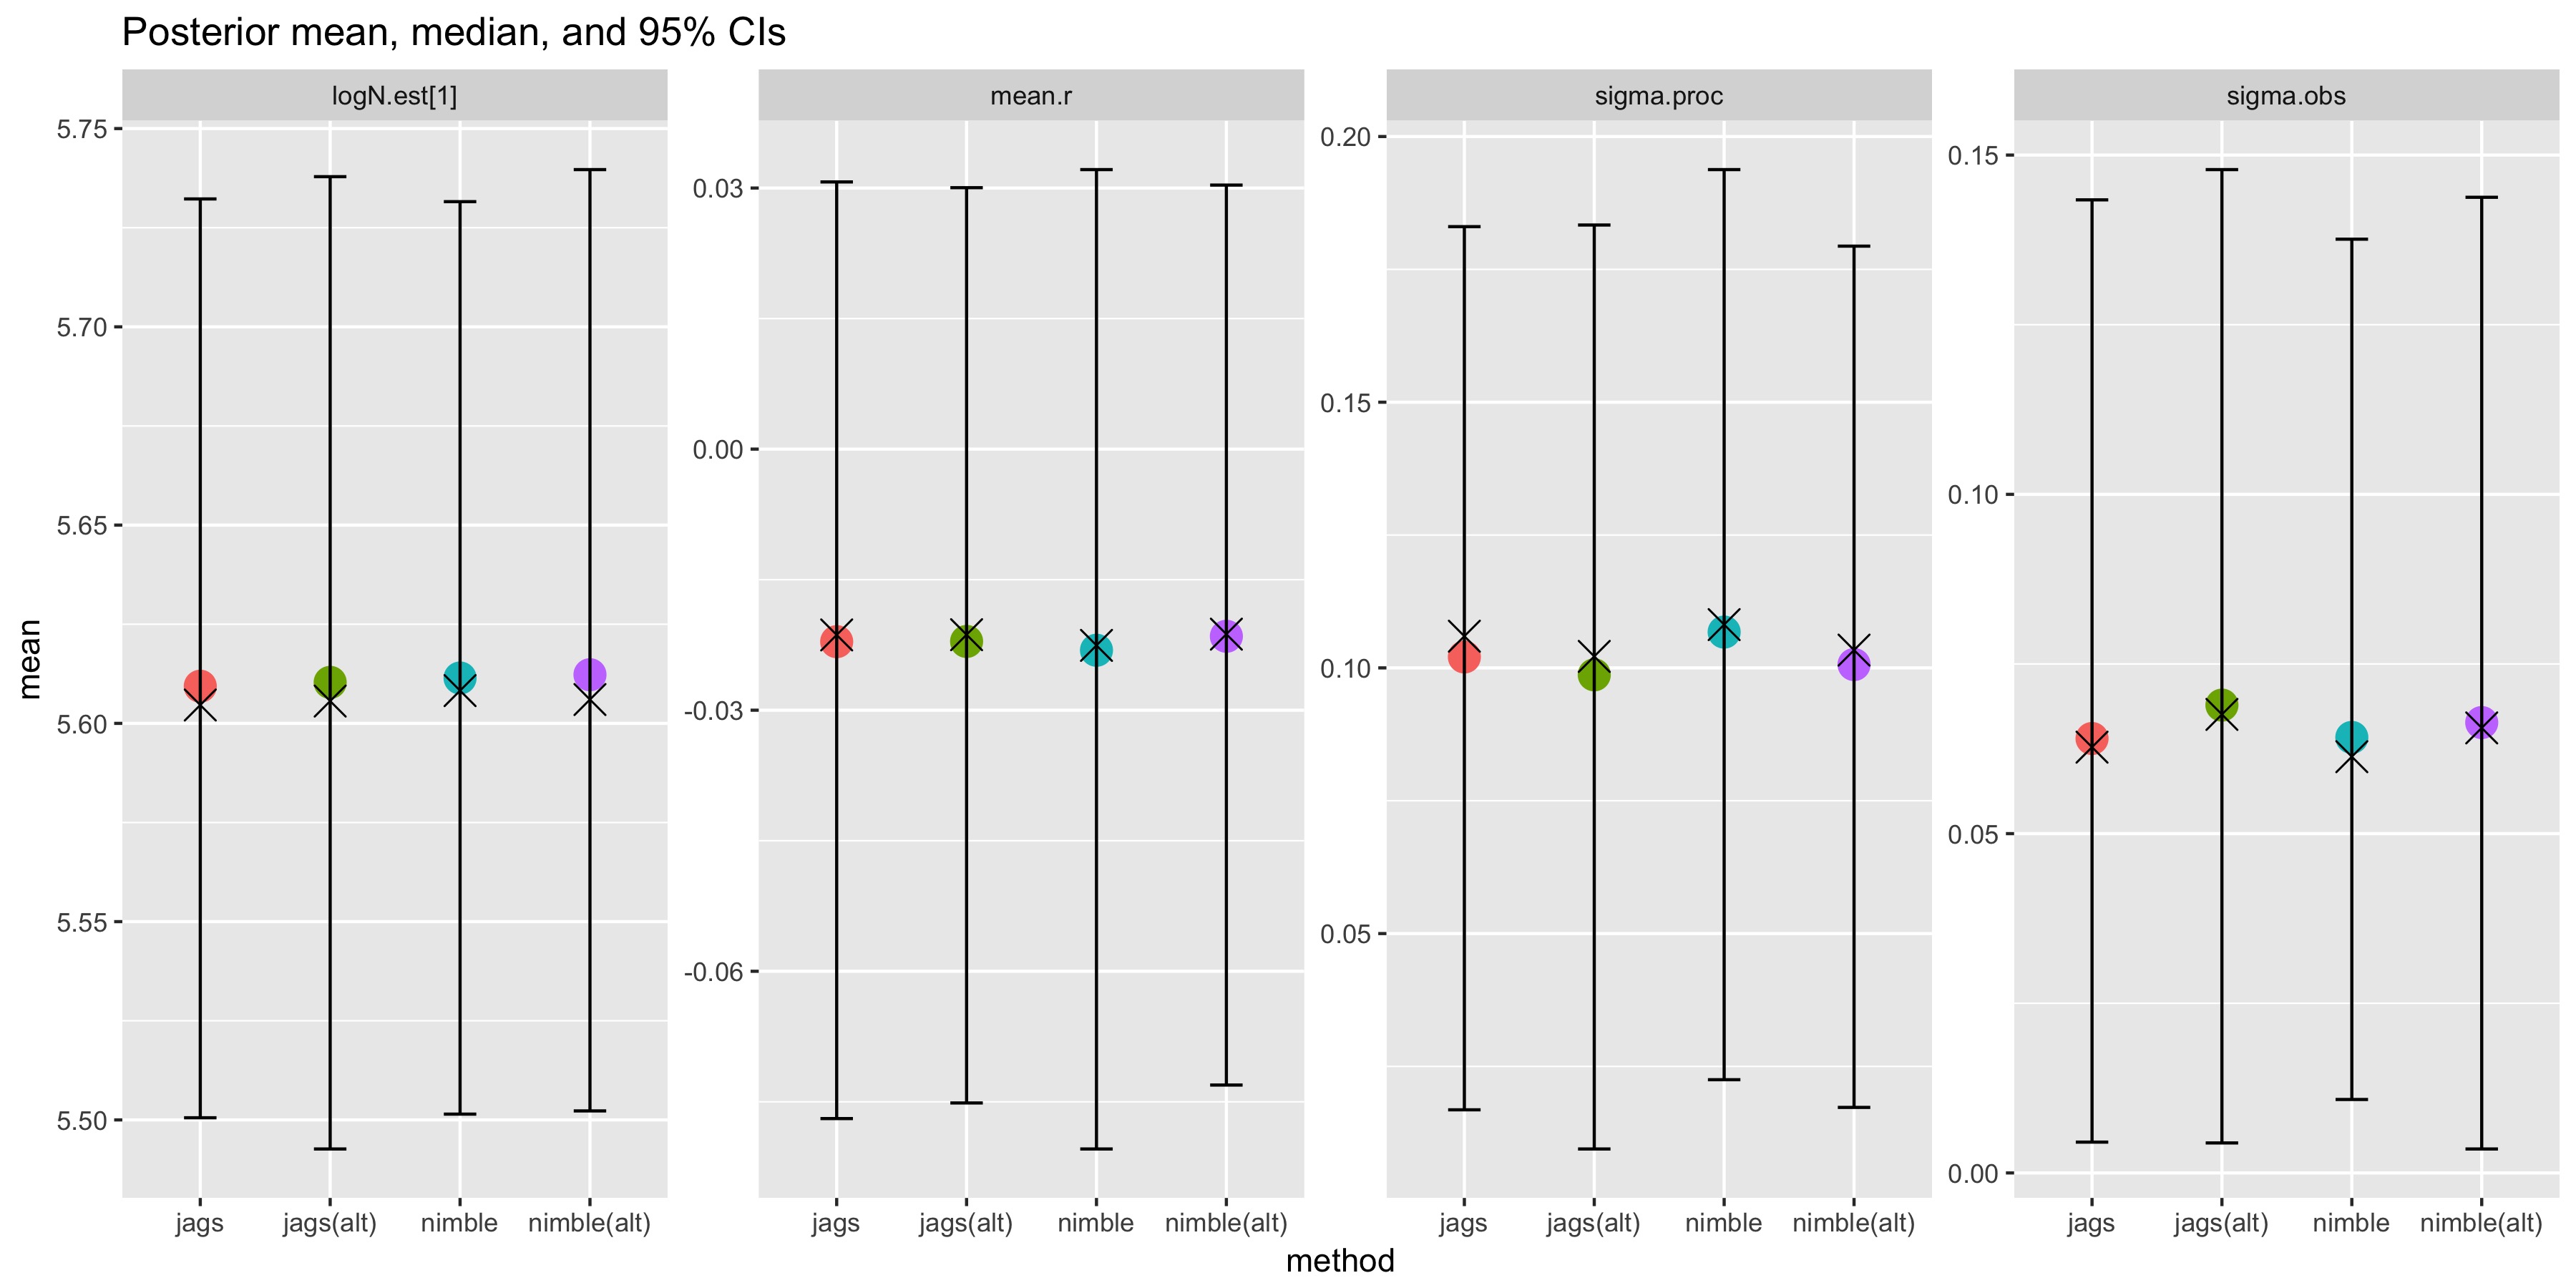 Posterior mean, median, and 95% CIs
logN.est[1]
mean.r
sigma.proc
sigma.obs
mean
5.75
5.70
5.65
5.60
5.55
5.50
0.03
0.00
-0.03
-0.06
0.20
0.15
0.10
0.05
0.15
0.10
0.05
0.00
jags jags(alt) nimble nimble(alt)
jags jags(alt) nimble nimble(alt)
jags jags(alt) nimble nimble(alt)
jags jags(alt) nimble nimble(alt)
method